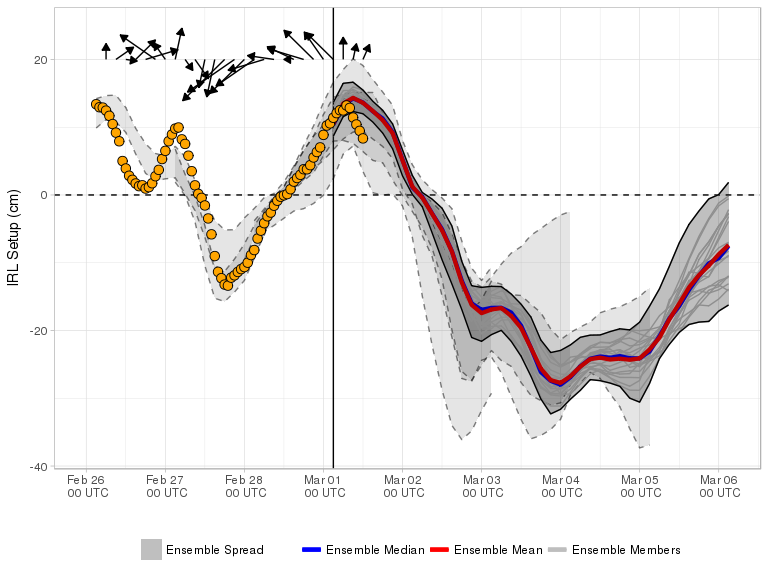 20
0
-20
-40
IRL Setup (cm)
Feb 26 Feb 27 Feb 28 Mar 01 Mar 02 Mar 03 Mar 04 Mar 05 Mar 06
00 UTC 00 UTC 00 UTC 00 UTC 00 UTC 00 UTC 00 UTC 00 UTC 00 UTC
Ensemble Spread Ensemble Median Ensemble Mean Ensemble Members